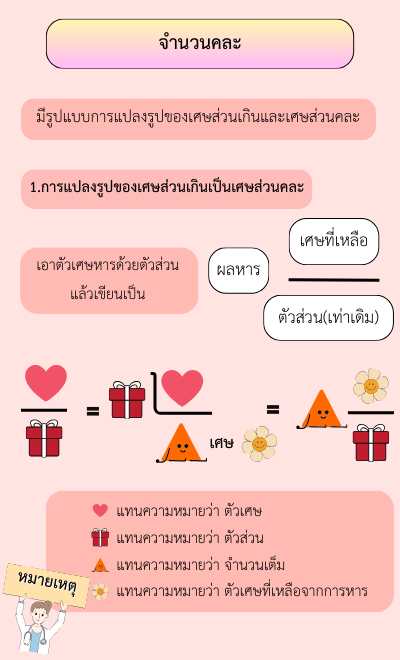 จำนวนคละ
มีรูปแบบการแปลงรูปของเศษส่วนเกินและเศษส่วนคละ
1.การแปลงรูปของเศษส่วนเกินเป็นเศษส่วนคละ
เอาตัวเศษหารด้วยตัวส่วน
แล้วเขียนเป็น
ผลหาร
เศษที่เหลือ
ตัวส่วน(เท่าเดิม)
=
เศษ
=
แทนความหมายว่า ตัวเศษ
แทนความหมายว่า ตัวส่วน
แทนความหมายว่า จำนวนเต็ม
แทนความหมายว่า ตัวเศษที่เหลือจากการหาร
หมายเหตุ